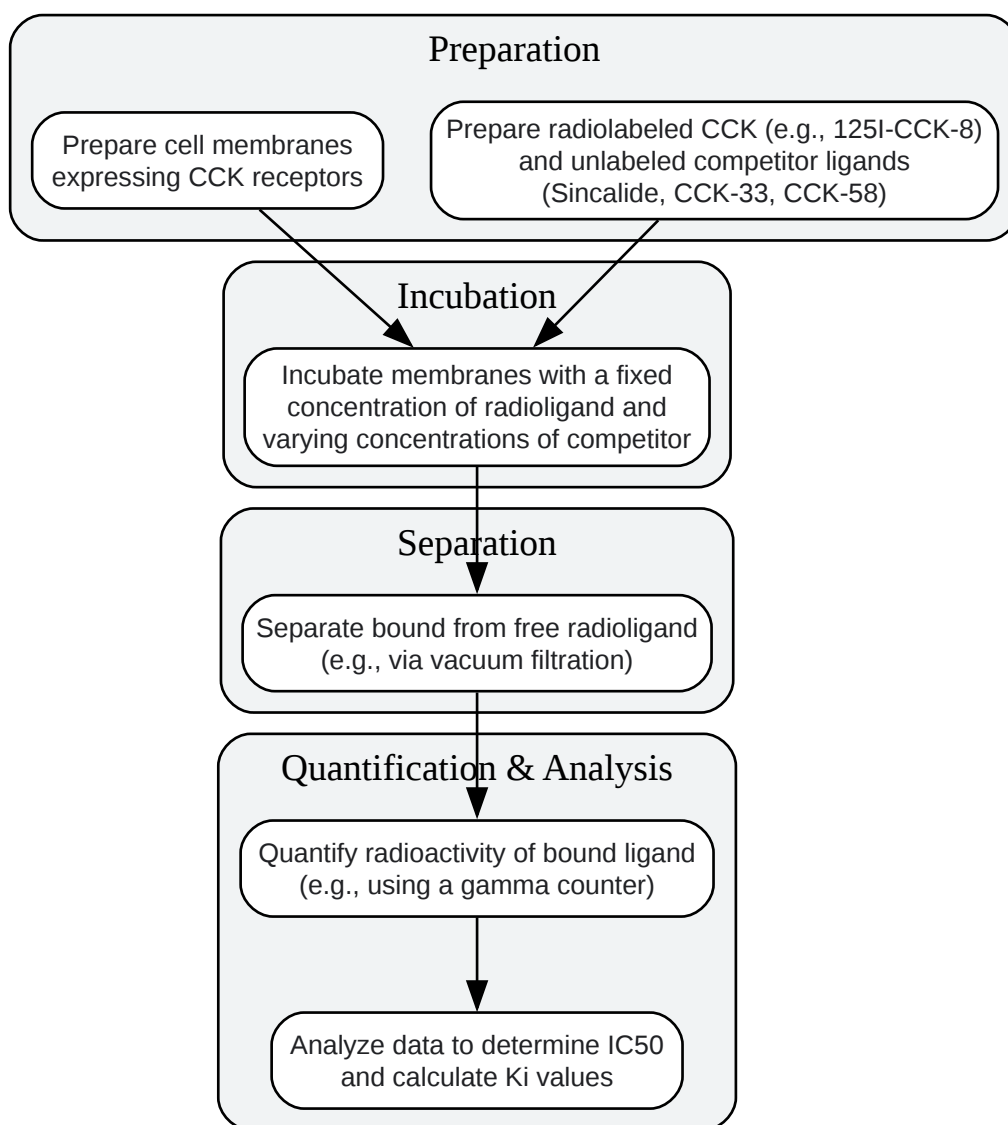 Preparation
Prepare cell membranes
expressing CCK receptors
Prepare radiolabeled CCK (e.g., 125I-CCK-8)
and unlabeled competitor ligands
(Sincalide, CCK-33, CCK-58)
Incubation
Incubate membranes with a fixed
concentration of radioligand and
varying concentrations of competitor
Separation
Separate bound from free radioligand
(e.g., via vacuum filtration)
Quantification & Analysis
Quantify radioactivity of bound ligand
(e.g., using a gamma counter)
Analyze data to determine IC50
and calculate Ki values